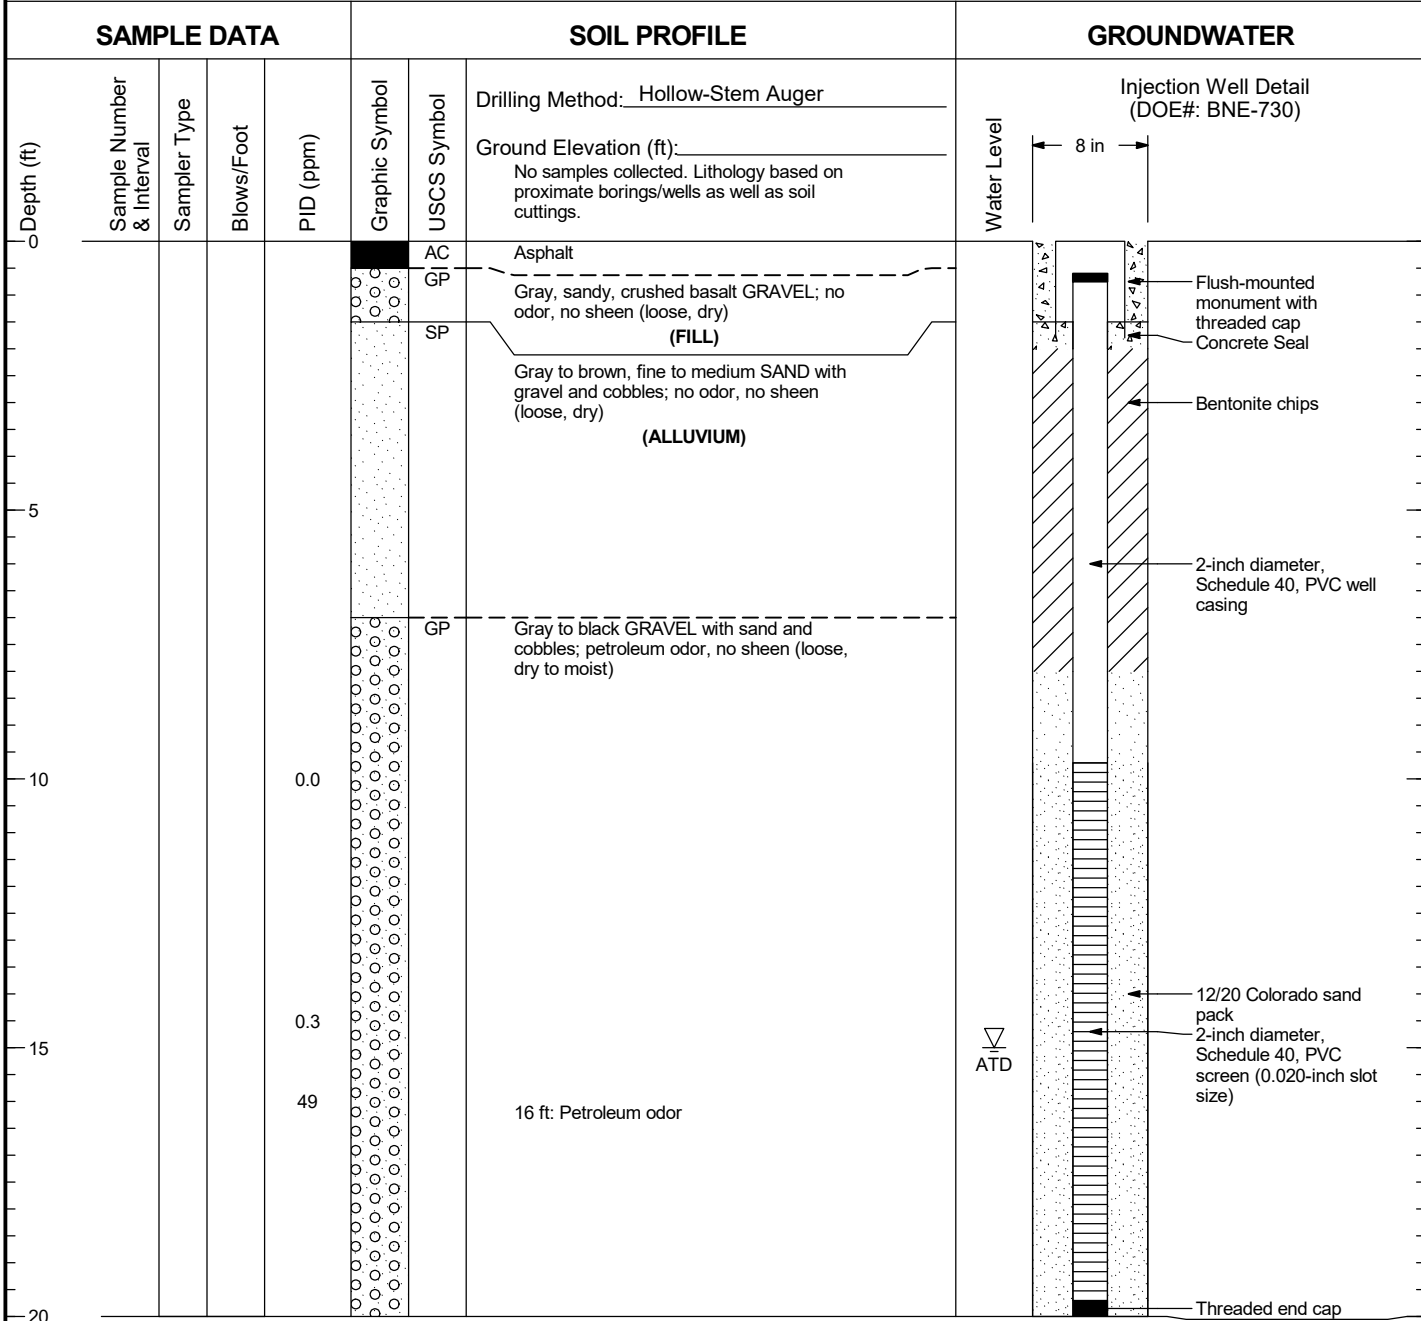 SAMPLE DATA
SOIL PROFILE
GROUNDWATER
Depth (ft)
Sample Number
& Interval
Sampler Type
Blows/Foot
PID (ppm)
Graphic Symbol
USCS Symbol
Drilling Method: Hollow-Stem Auger
Ground Elevation (ft):
No samples collected. Lithology based on
proximate borings/wells as well as soil
cuttings.
Water Level
Injection Well Detail
(DOE#: BNE-730)
8 in
0
AC
Asphalt
GP
Gray, sandy, crushed basalt GRAVEL; no
odor, no sheen (loose, dry)
(FILL)
SP
Gray to brown, fine to medium SAND with
gravel and cobbles; no odor, no sheen
(loose, dry)
(ALLUVIUM)
Flush-mounted
monument with
threaded cap
Concrete Seal
Bentonite chips
5
2-inch diameter,
Schedule 40, PVC well
casing
GP
Gray to black GRAVEL with sand and
cobbles; petroleum odor, no sheen (loose,
dry to moist)
10
0.0
0.3
12/20 Colorado sand
pack
2-inch diameter,
Schedule 40, PVC
screen (0.020-inch slot
size)
15
ATD
49
16 ft: Petroleum odor
Threaded end cap
20